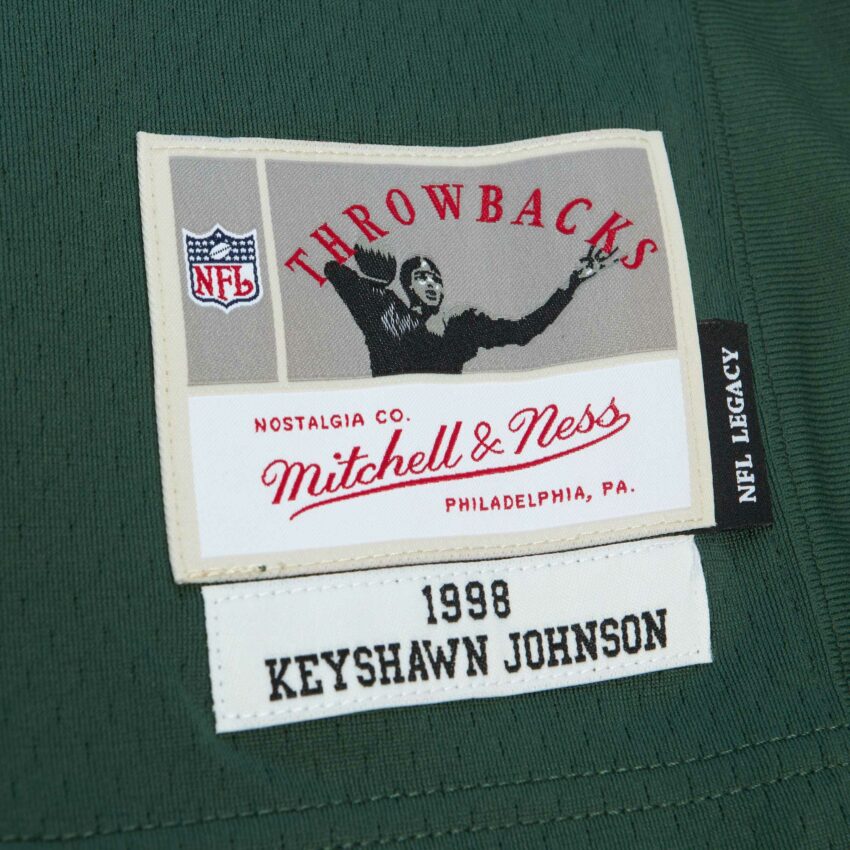 THROWBACKS
NFL
NOSTALGIA CO.
Mitchell & Ness
PHILADELPHIA, PA.
NFL LEGACY
1998
KEYSHAWN JOHNSON